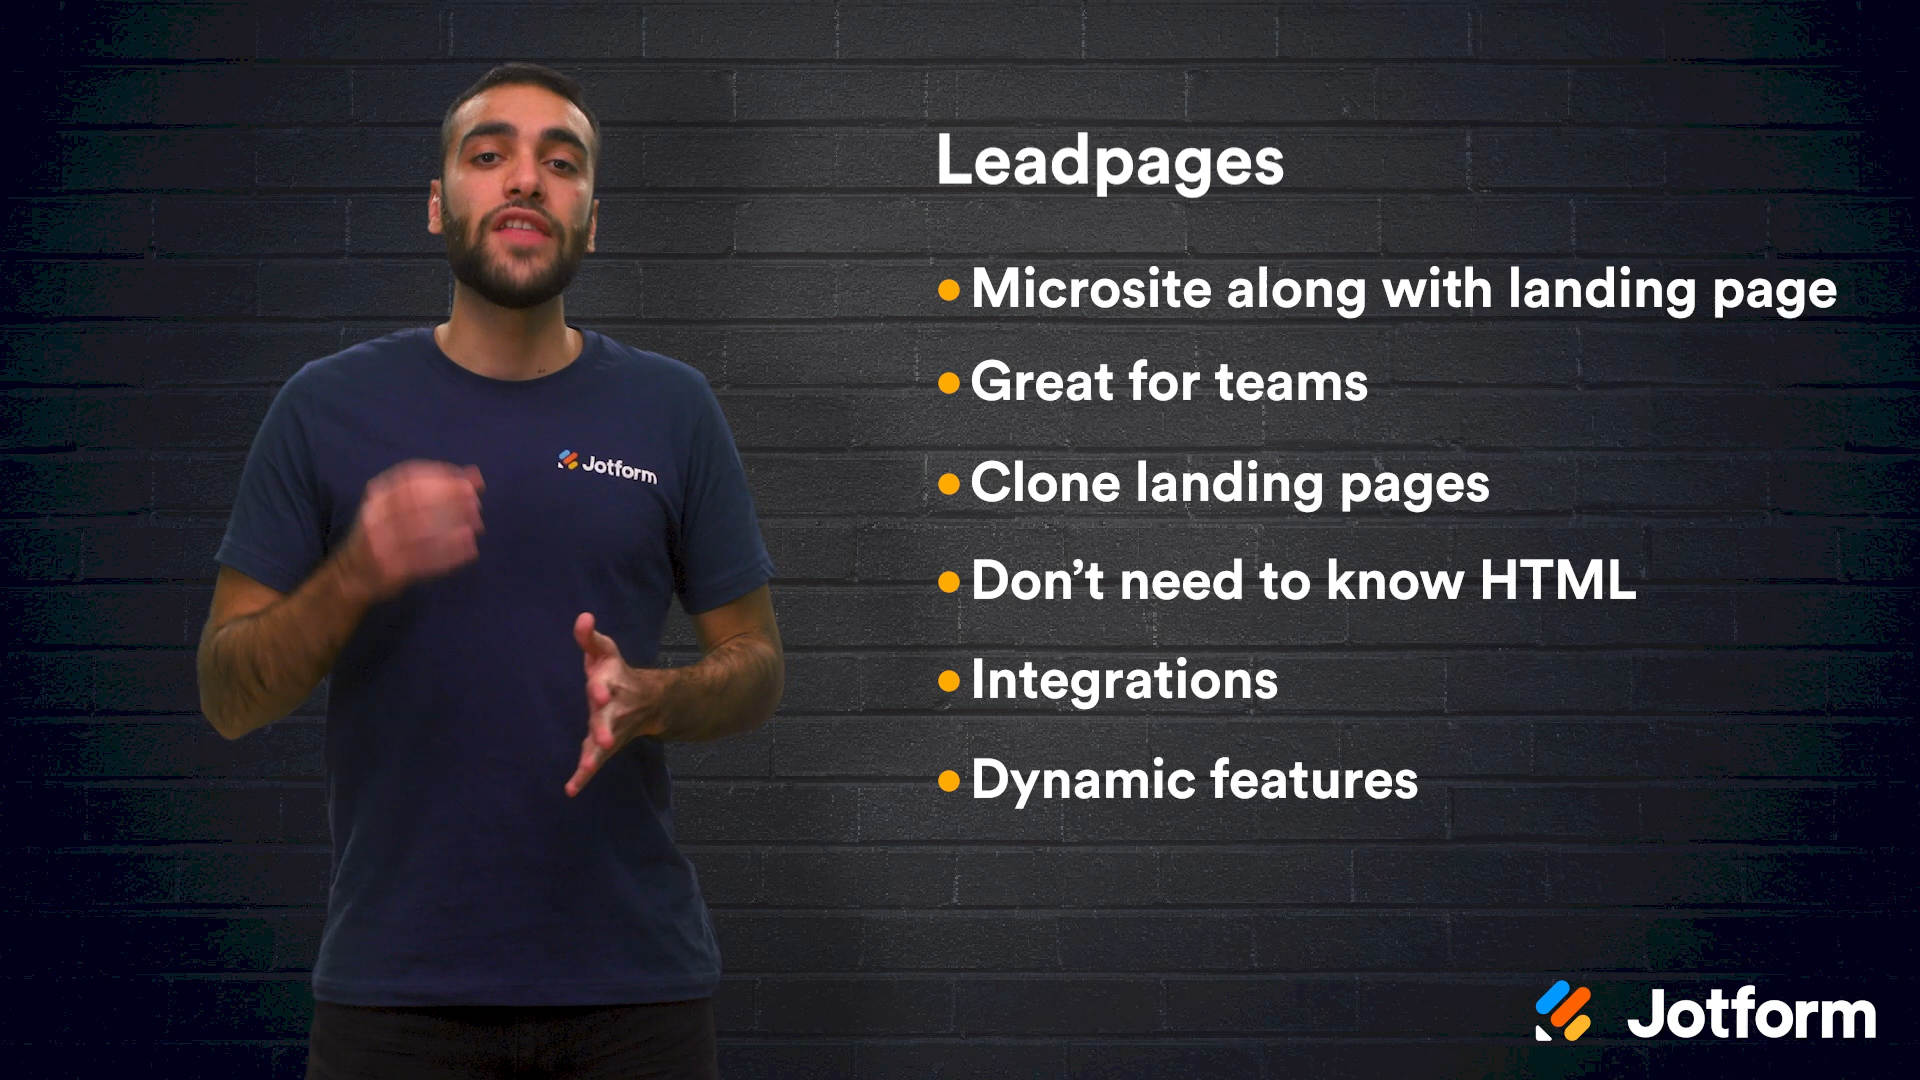 Leadpages
Microsite along with landing page
Great for teams
Clone landing pages
Don’t need to know HTML
Integrations
Dynamic features
Jotform
Jotform